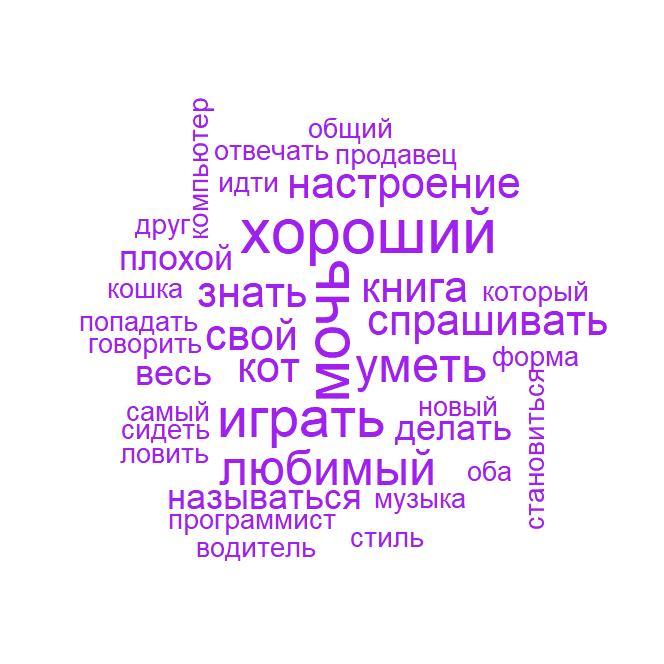 компьютер
общий
отвечать
продавец
идти
настроение
друг
хороший
плохой
мочь
кошка
знать
книга
который
попадать
свой
спрашивать
говорить
весь
кот
уметь
форма
становиться
самый
играть
новый
сидеть
делать
ловить
любимый
оба
называться
музыка
программист
водитель
стиль